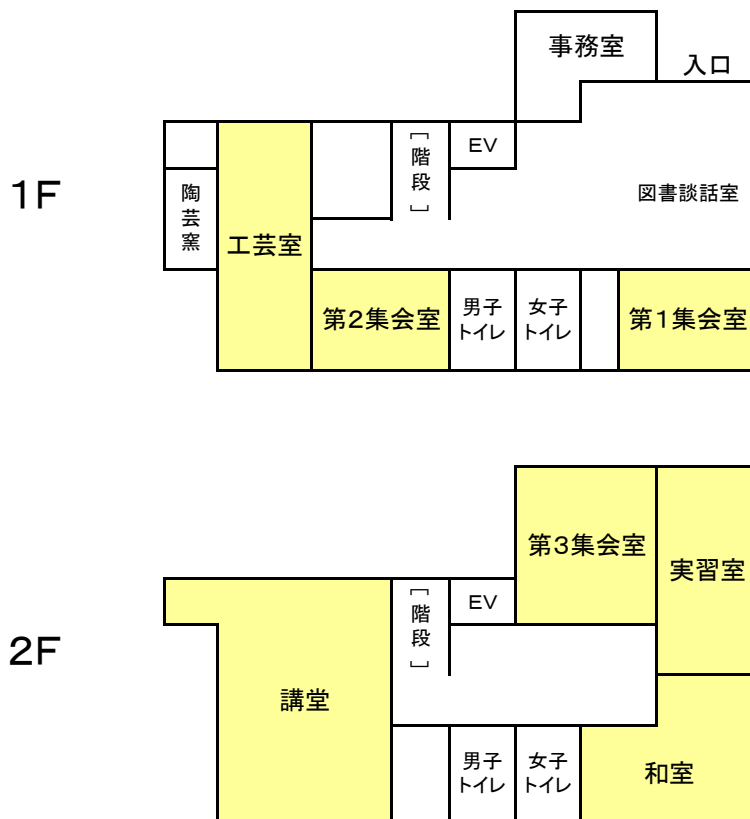 事務室
入口
1F
［階段］
EV
陶芸窯
図書談話室
工芸室
第2集会室
男子
トイレ
女子
トイレ
第1集会室
第3集会室
実習室
［階段］
EV
2F
講堂
男子
トイレ
女子
トイレ
和室